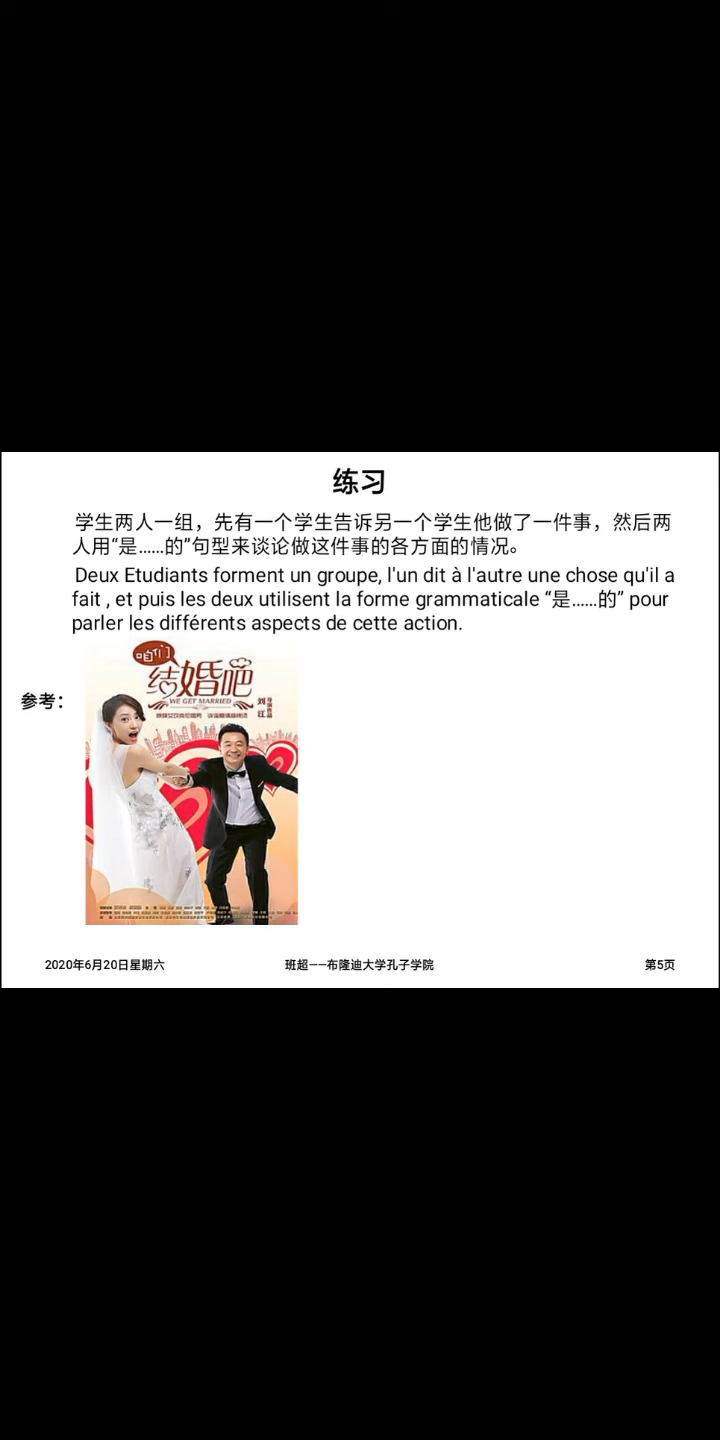 练习
学生两人一组，先有一个学生告诉另一个学生他做了一件事，然后两
人用“是……的”句型来谈论做这件事的各方面的情况。
Deux Etudiants forment un groupe, l'un dit à l'autre une chose qu'il a
fait , et puis les deux utilisent la forme grammaticale “是……的” pour
parler les différents aspects de cette action.
参考：
咱们
结婚吧
WE GET MARRIED
刘江
导演作品
2020年6月20日星期六
班超——布隆迪大学孔子学院
第5页